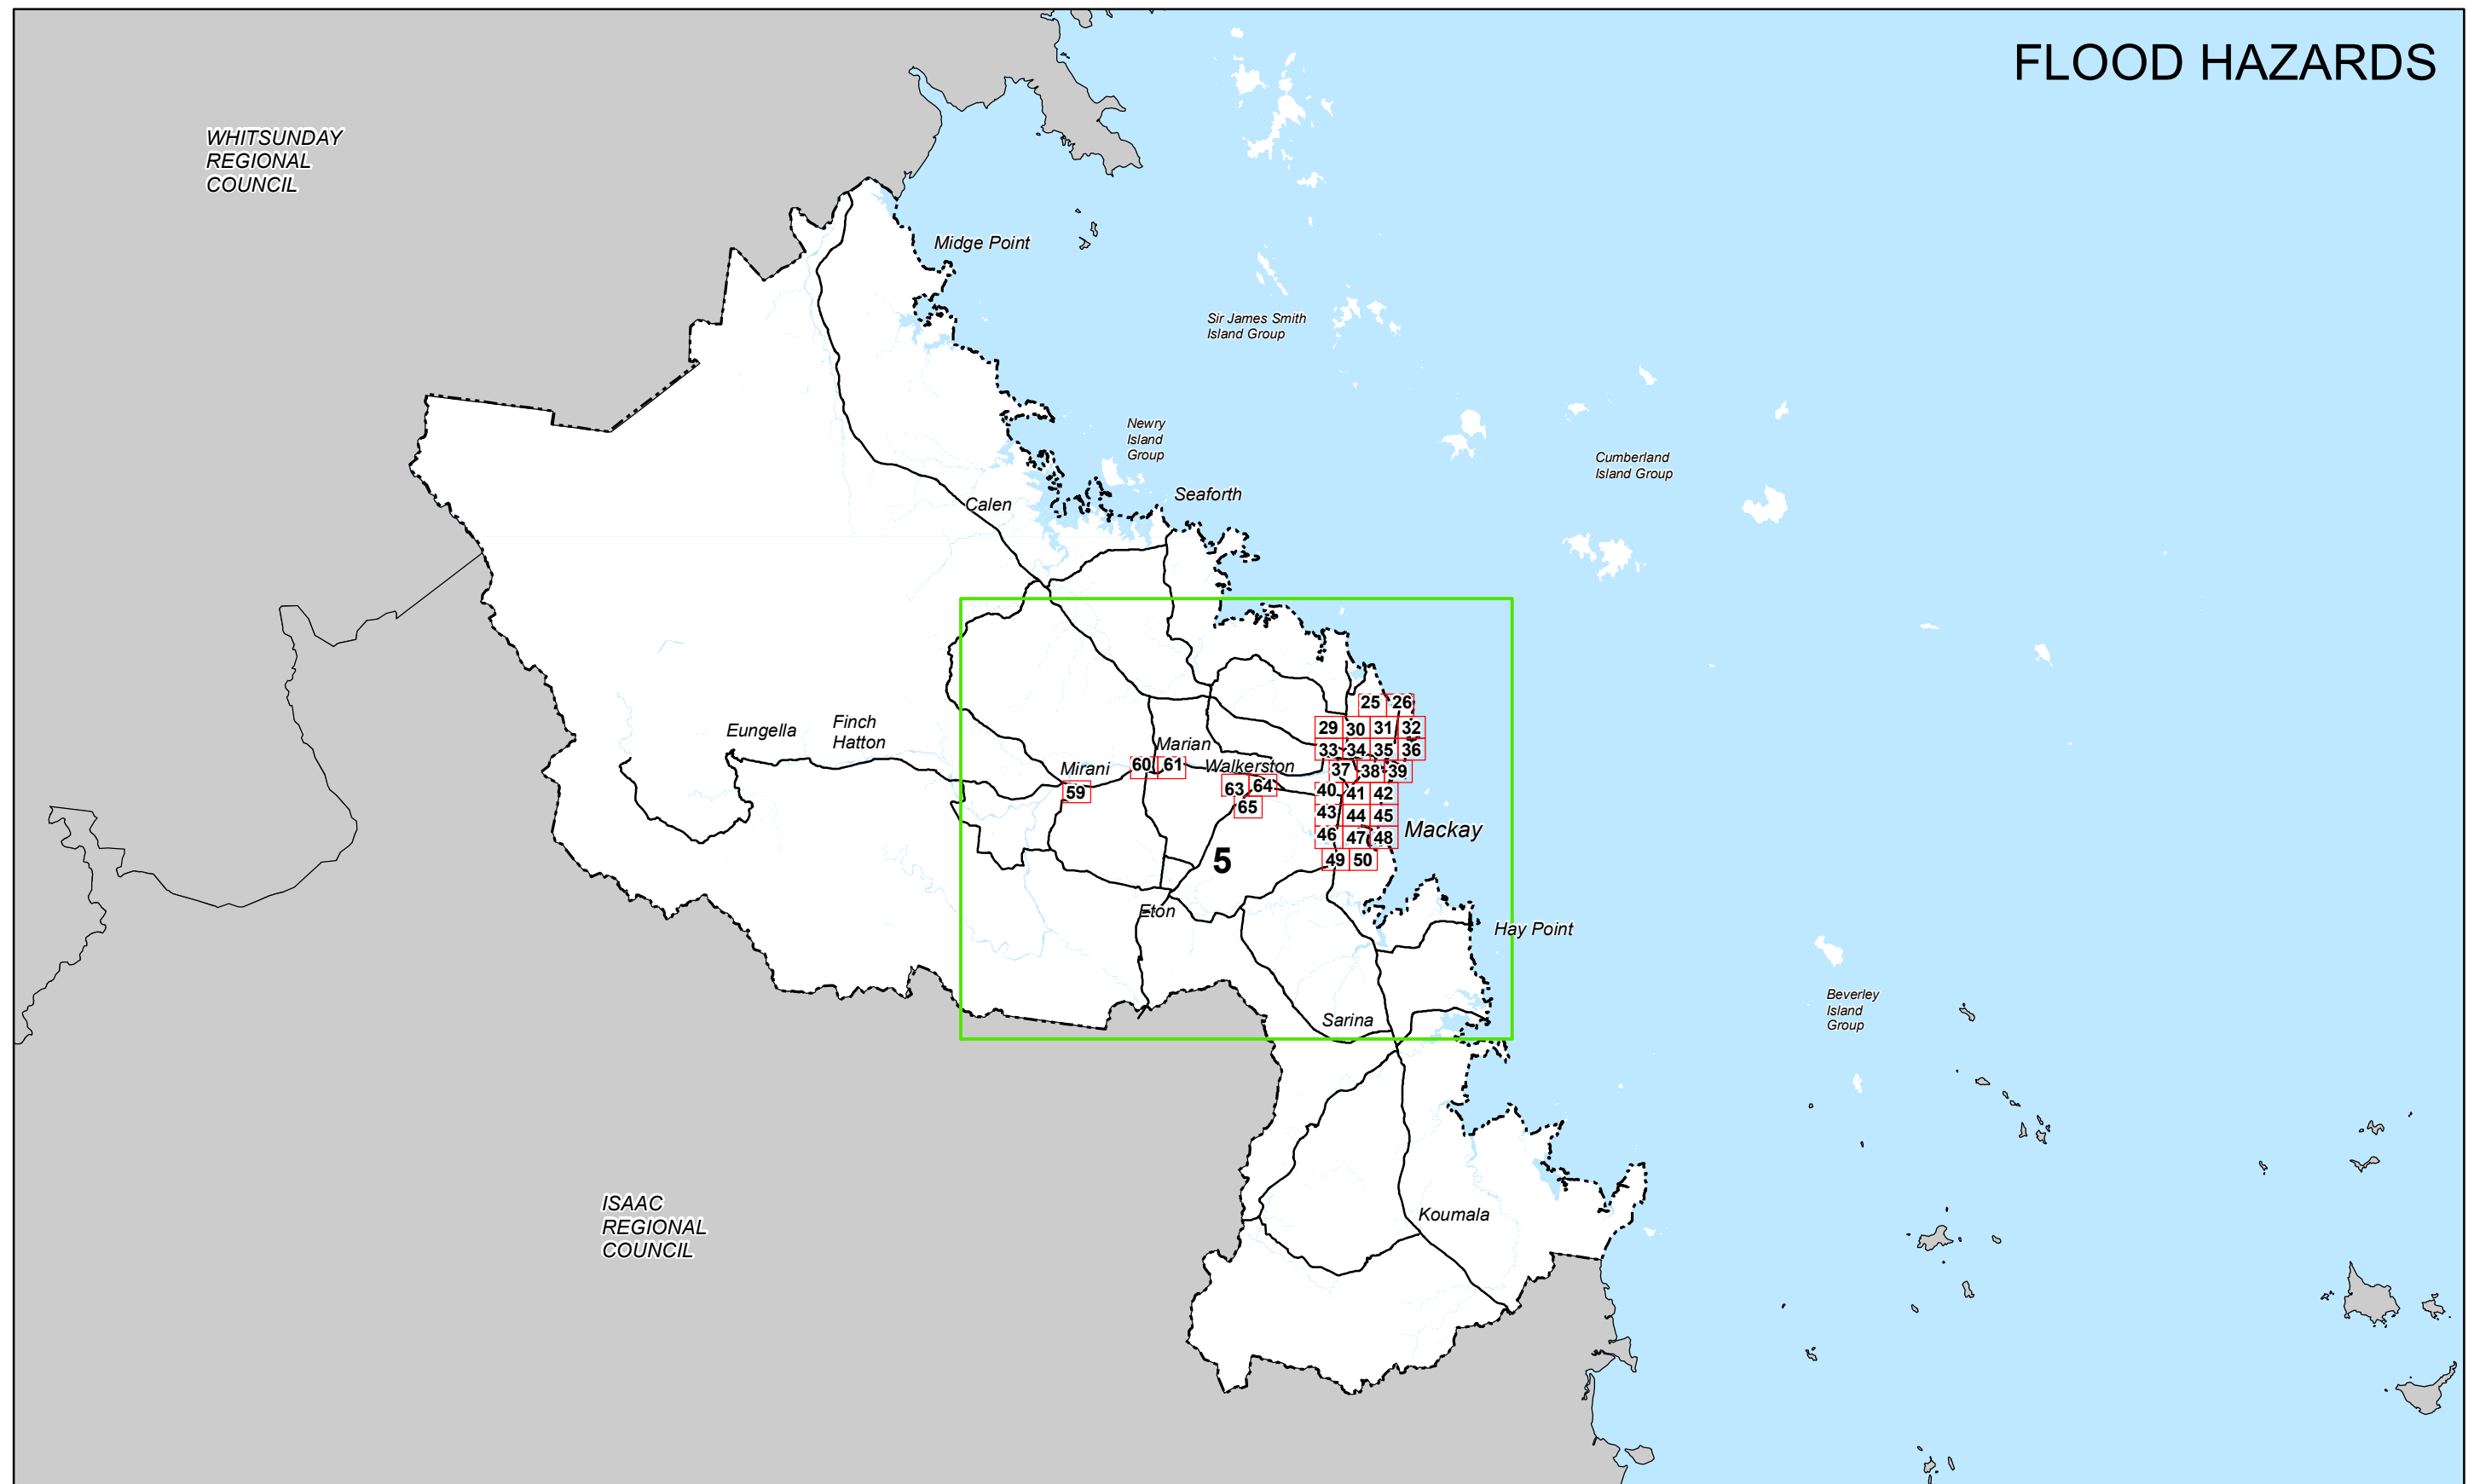 FLOOD HAZARDS
WHITSUNDAY
REGIONAL
COUNCIL
Midge Point
Sir James Smith
Island Group
Newry
Island
Group
Cumberland
Island Group
Seaforth
Calen
25 26
Eungella
Finch
Hatton
29 30 31 32
Marian
33 34 35 36
Mirani
60 61
Walkerston
37 38 39
59
63 64
40 41 42
65
43 44 45
Mackay
46 47 48
5
49 50
Eton
Hay Point
Beverley
Island
Group
Sarina
ISAAC
REGIONAL
COUNCIL
Koumala